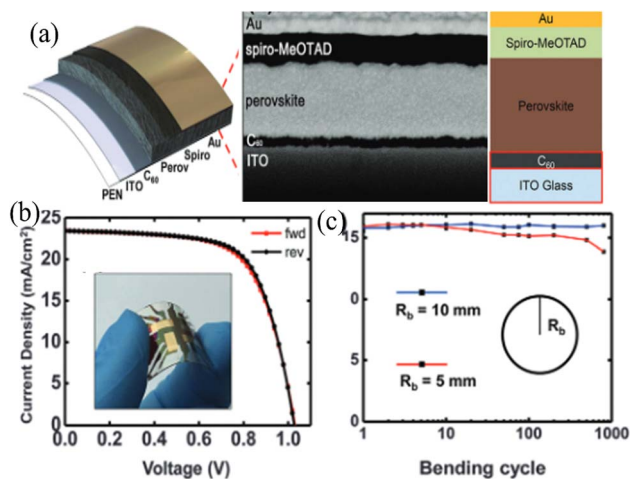 (a)
PEN
ITO
C60
Perov
Spiro
Au
Au
spiro-MeOTAD
perovskite
C60
ITO
Au
Spiro-MeOTAD
Perovskite
C60
ITO Glass
(b)
Current Density (mA/cm²)
25
20
15
10
5
0
fwd
rev
0.0 0.2 0.4 0.6 0.8 1.0
Voltage (V)
(c)
15
0
5
0
Rb = 10 mm
Rb = 5 mm
Rb
1 10 100 1000
Bending cycle